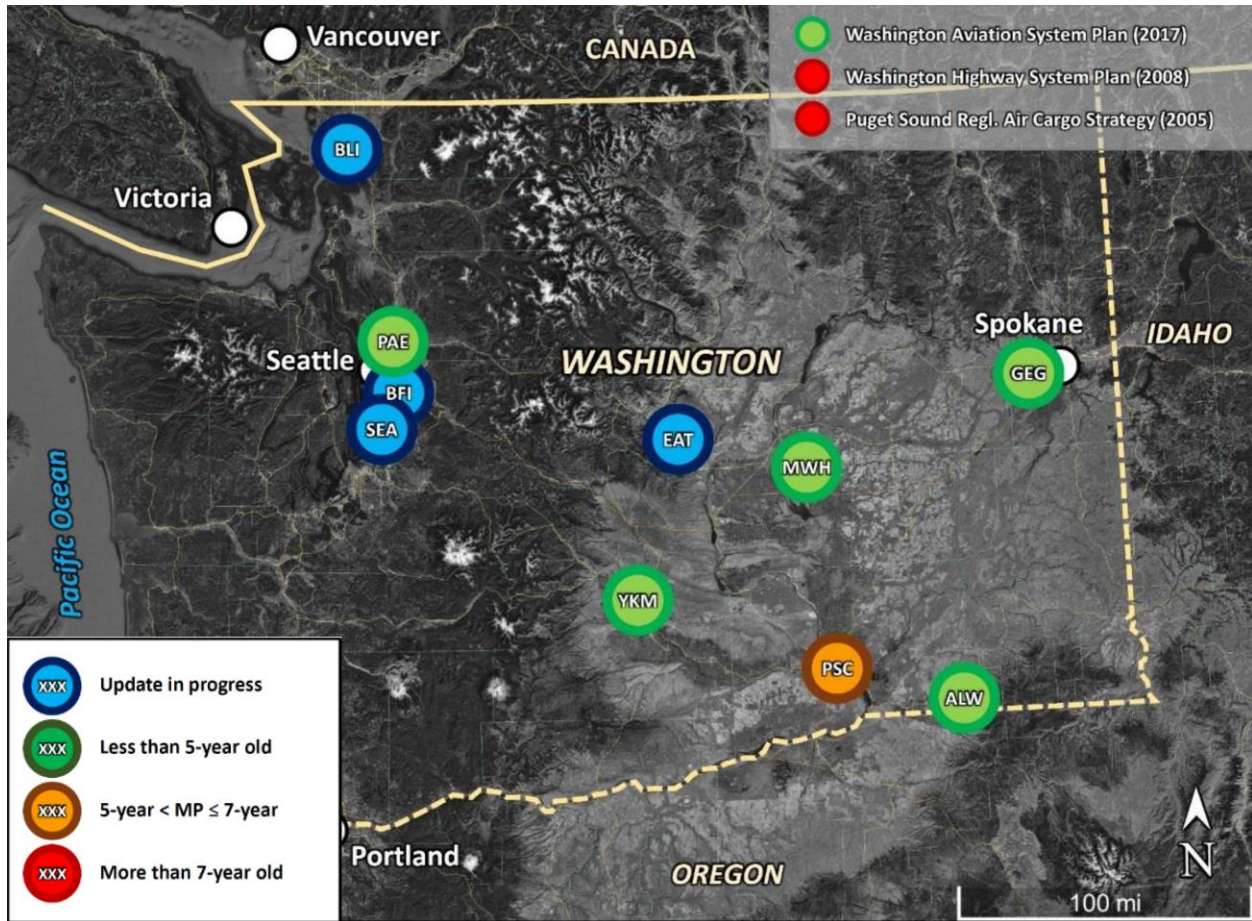 Vancouver
CANADA
Washington Aviation System Plan (2017)
Washington Highway System Plan (2008)
Puget Sound Regl. Air Cargo Strategy (2005)
BLI
Victoria
PAE
Seattle
WASHINGTON
Spokane
IDAHO
GEG
BFI
SEA
EAT
MWH
Pacific Ocean
YKM
PSC
ALW
XXX Update in progress
XXX Less than 5-year old
XXX 5-year < MP ≤ 7-year
XXX More than 7-year old
Portland
OREGON
N
100 mi